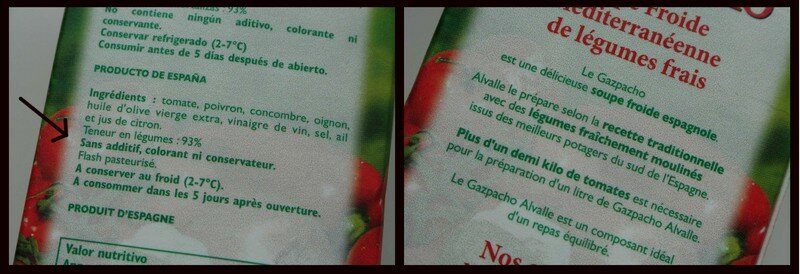 93%
No contiene ningún aditivo, colorante ni
conservante.
Conservar refrigerado (2-7°C)
Consumir antes de 5 días después de abierto.
PRODUCTO DE ESPAÑA
Ingrédients : tomate, poivron, concombre, oignon,
huile d'olive vierge extra, vinaigre de vin, sel, ail
et jus de citron.
Teneur en légumes : 93%
Sans additif, colorant ni conservateur.
Flash pasteurisé.
A conserver au froid (2-7°C).
A consommer dans les 5 jours après ouverture.
PRODUIT D'ESPAGNE
Valor nutritivo
Froide
de légumes frais
Le Gazpacho
est une délicieuse soupe froide espagnole.
Alvalle le prépare selon la recette traditionnelle
avec des légumes fraîchement moulinés
issus des meilleurs potagers du sud de l'Espagne.
Plus d'un demi kilo de tomates est nécessaire
pour la préparation d'un litre de Gazpacho Alvalle.
Le Gazpacho Alvalle est un composant idéal
d'un repas équilibré.
Nos